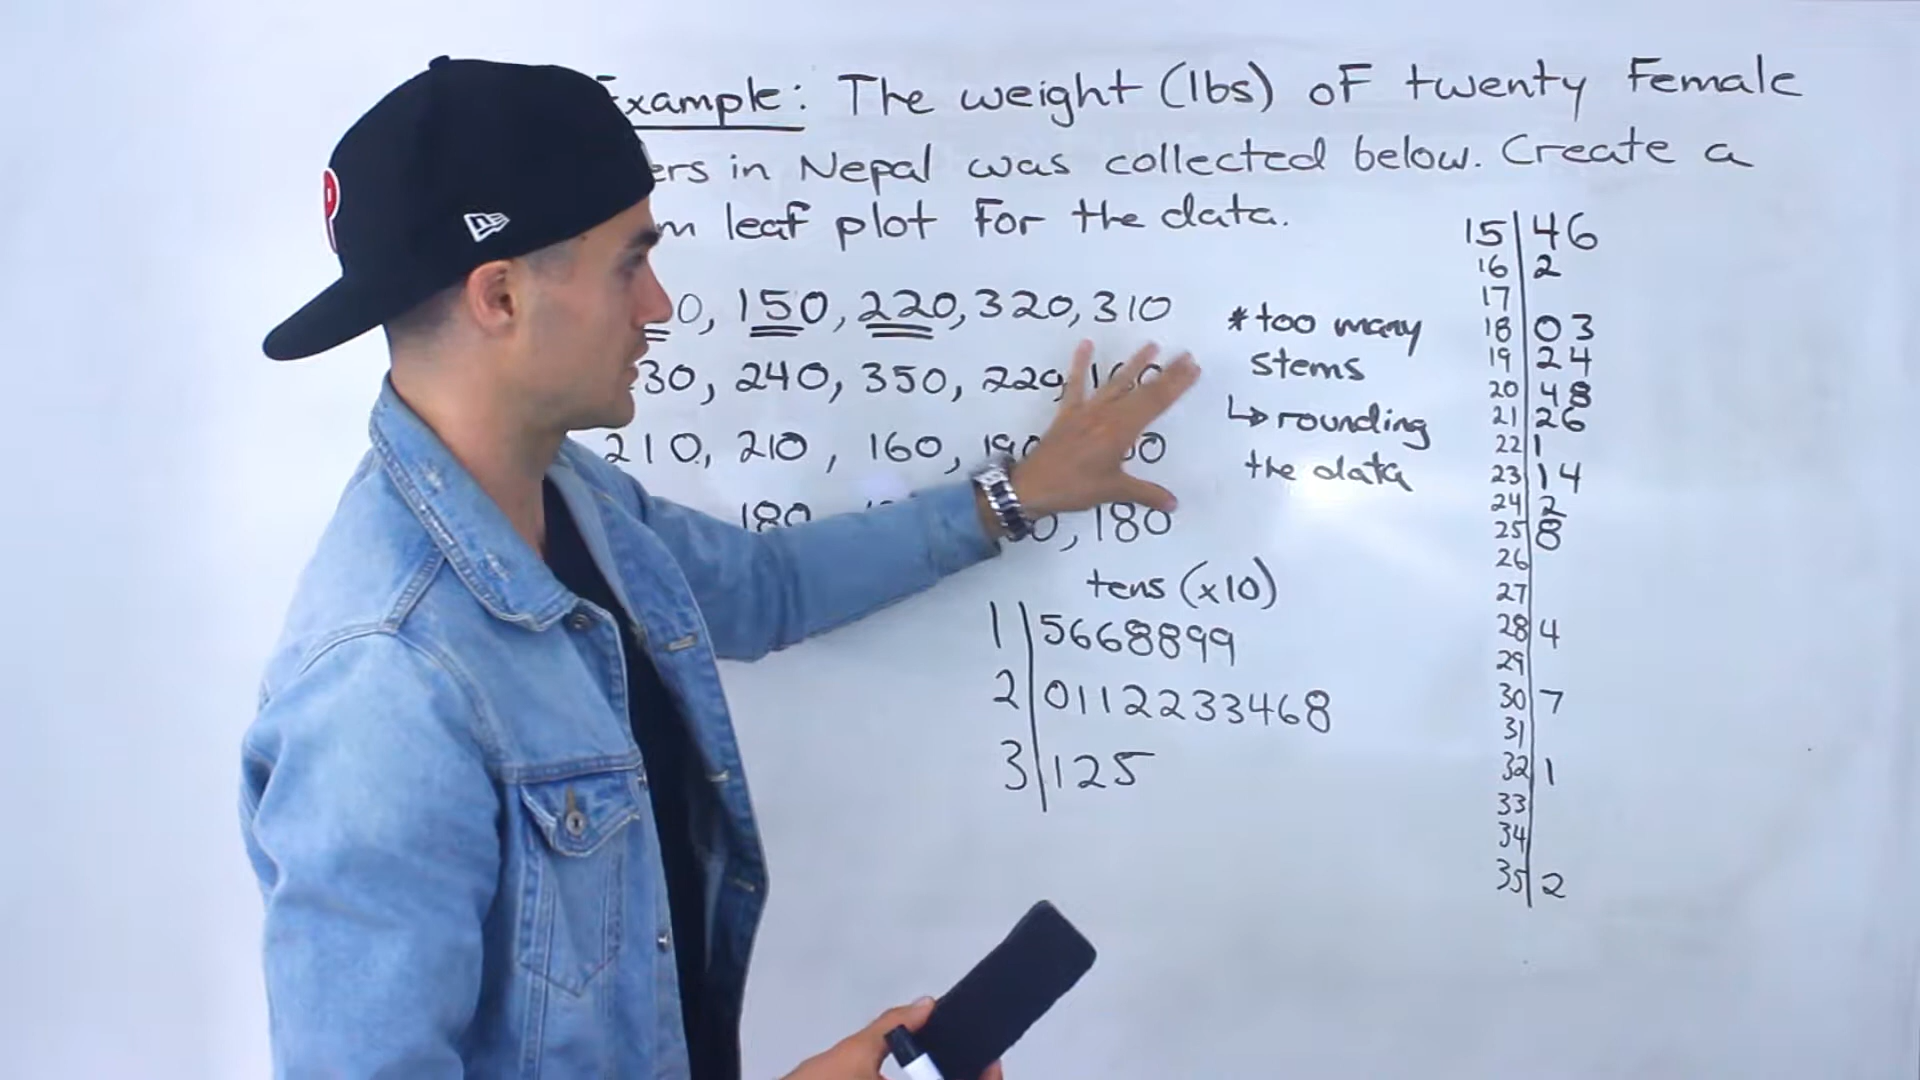 Example: The weight (lbs) of twenty Female
in Nepal was collected below. Create a
leaf plot For the data.
150, 220, 320, 310
240, 350, 220,
210, 210, 160,
180, 180
* too many
stems
↳ rounding
the data
tens (x10)
1 | 5668899
2 | 0112233468
3 | 125
15 | 46
16 | 2
17
18 | 03
19 | 24
20 | 48
21 | 26
22 | 1
23 | 14
24 | 2
25 | 8
26
27
28 | 4
29
30 | 7
31
32 | 1
33
34
35 | 2
P